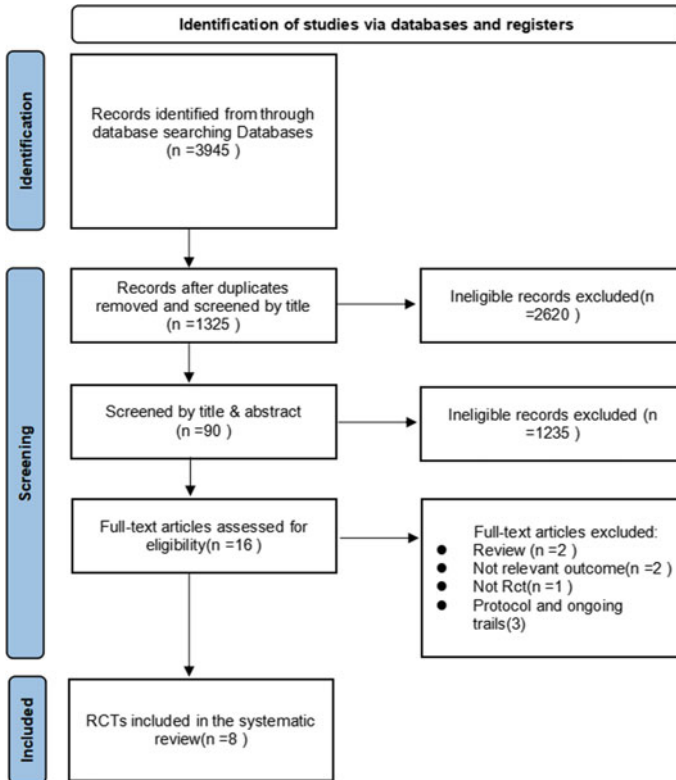 Identification of studies via databases and registers
Identification
Records identified from through
database searching Databases
(n =3945 )
Screening
Records after duplicates
removed and screened by title
(n =1325 )
Ineligible records excluded(n
=2620 )
Screened by title & abstract
(n =90 )
Ineligible records excluded (n
=1235 )
Full-text articles assessed for
eligibility(n =16 )
Full-text articles excluded:
● Review (n =2 )
● Not relevant outcome(n =2 )
● Not Rct(n =1 )
● Protocol and ongoing
trails(3)
Included
RCTs included in the systematic
review(n =8 )